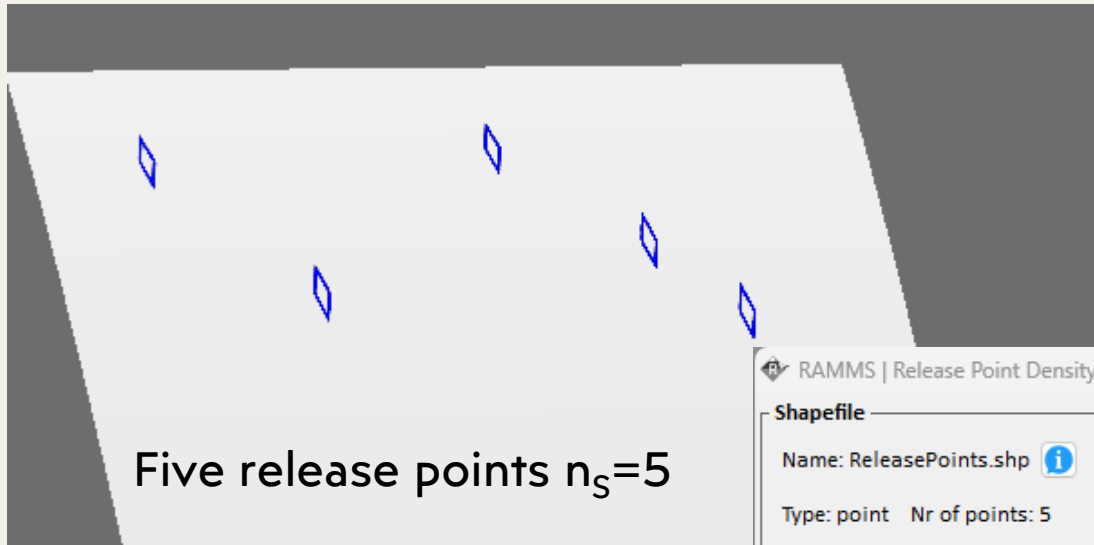 Five release points nS=5
RAMMS | Release Point Density
Shapefile
Name: ReleasePoints.shp
Type: point Nr of points: 5